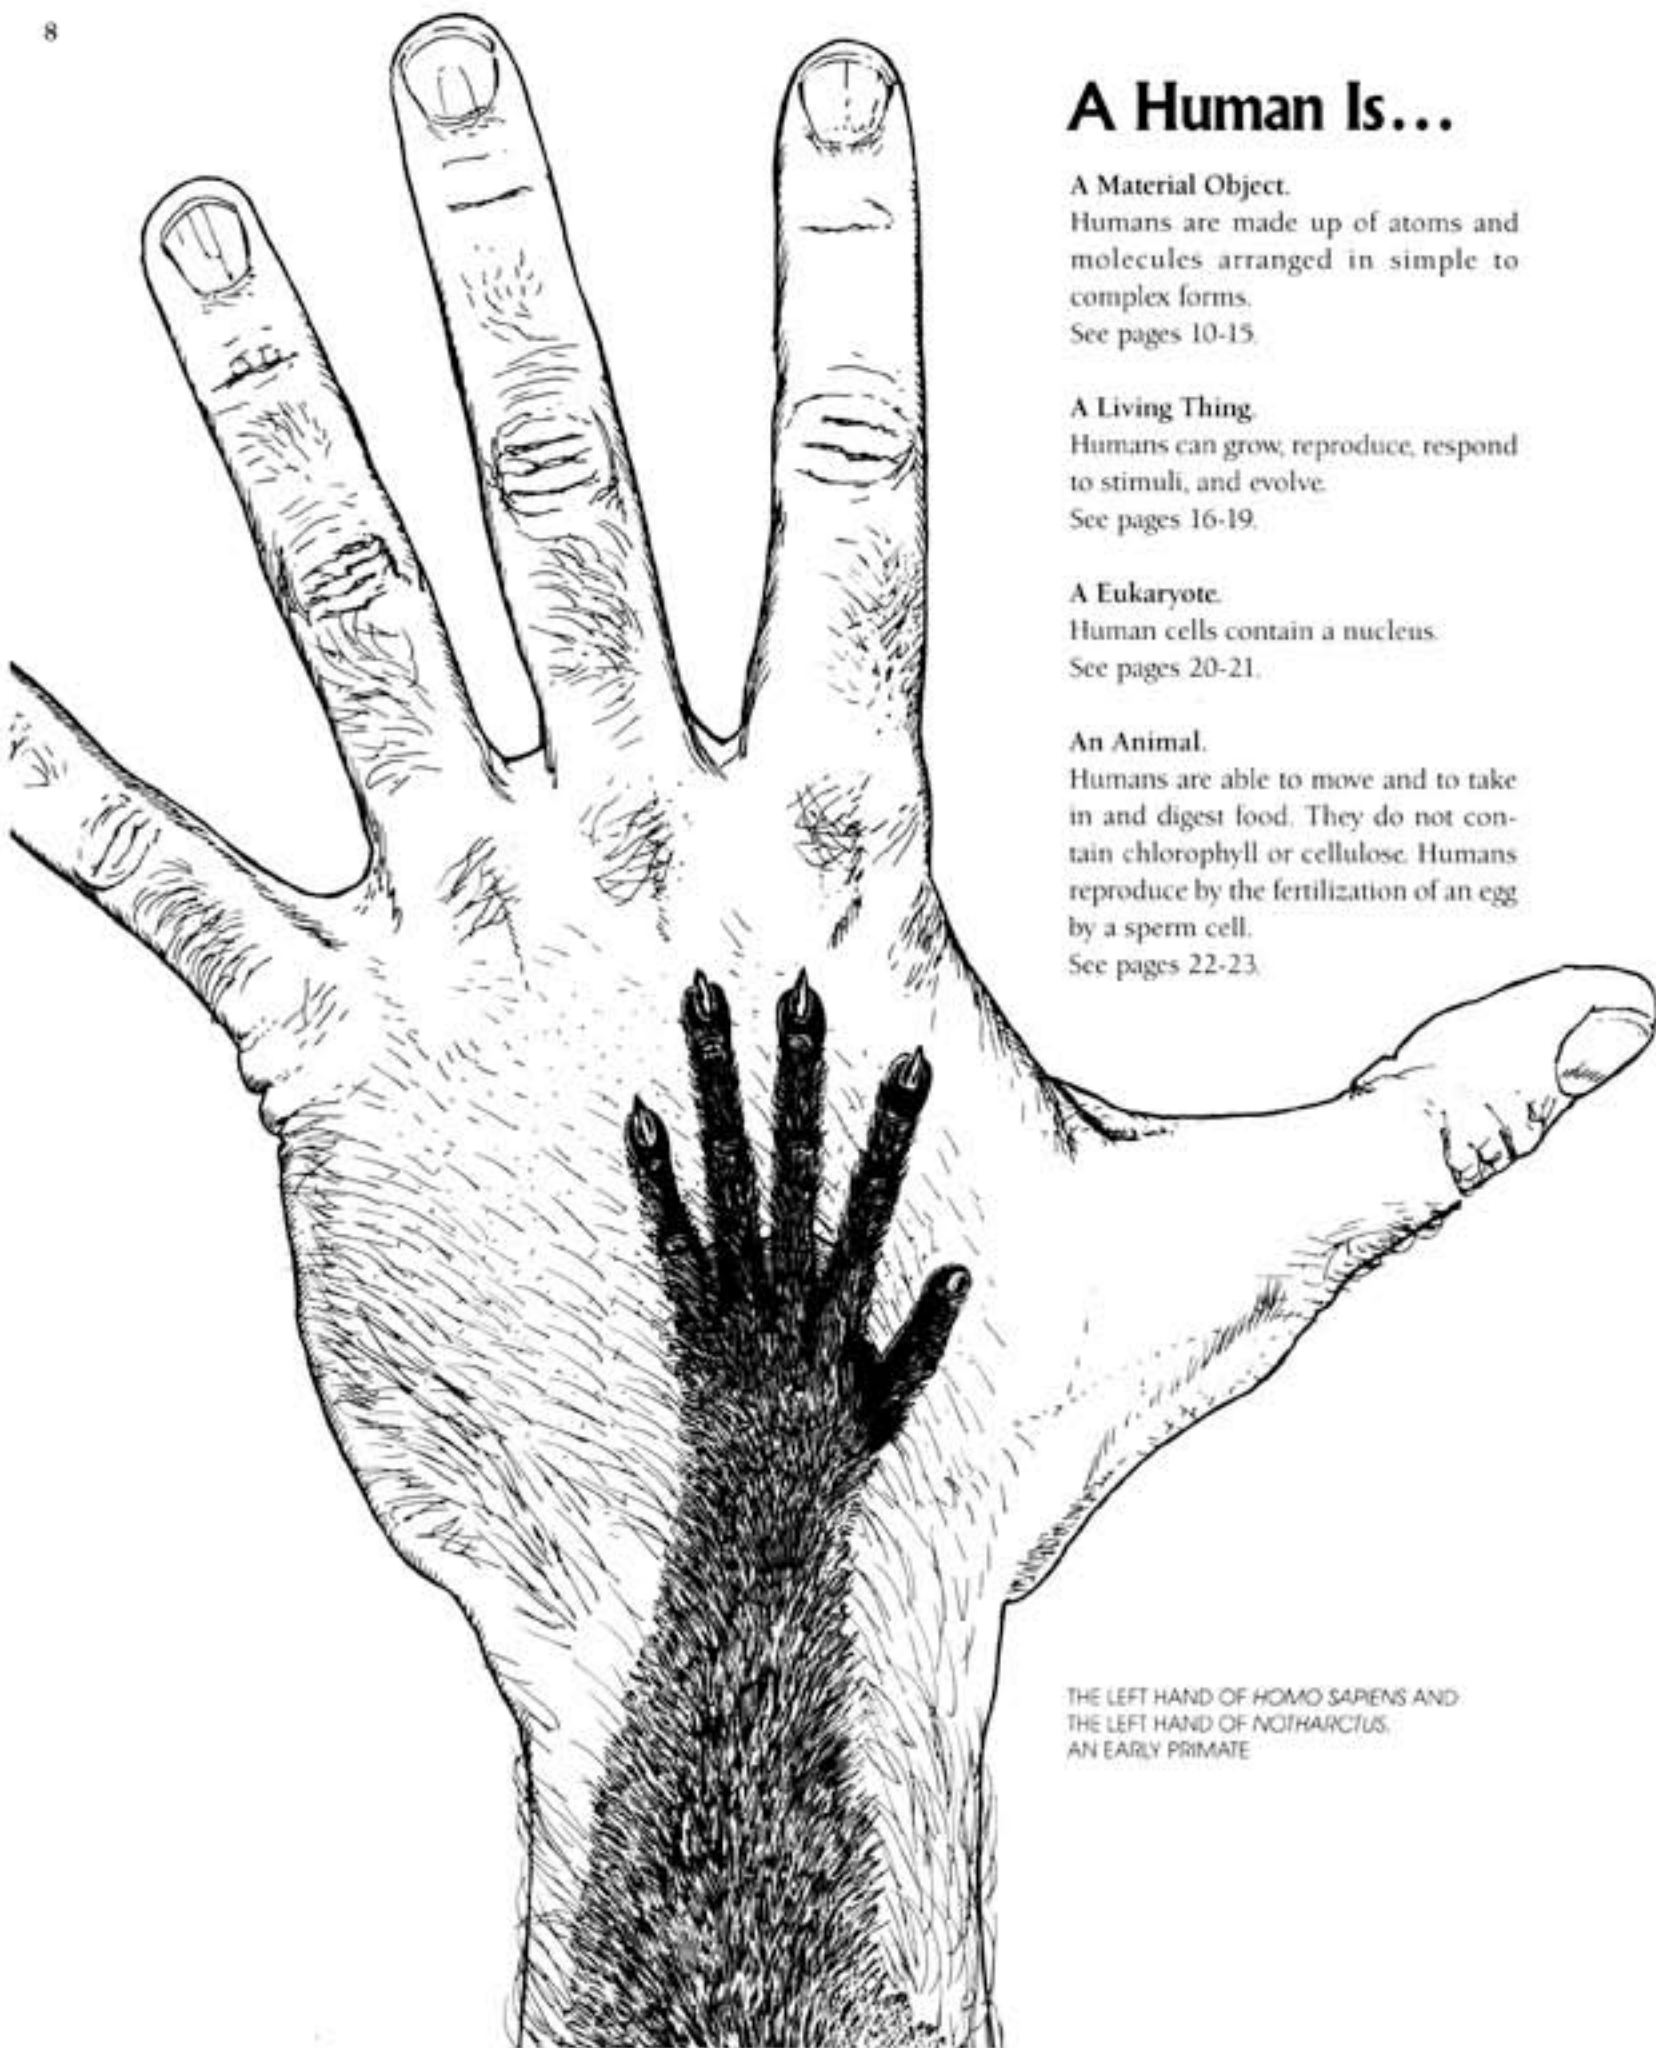 8
A Human Is...
A Material Object.
Humans are made up of atoms and
molecules arranged in simple to
complex forms.
See pages 10-15.
A Living Thing.
Humans can grow, reproduce, respond
to stimuli, and evolve.
See pages 16-19.
A Eukaryote.
Human cells contain a nucleus.
See pages 20-21.
An Animal.
Humans are able to move and to take
in and digest food. They do not con-
tain chlorophyll or cellulose. Humans
reproduce by the fertilization of an egg
by a sperm cell.
See pages 22-23.
THE LEFT HAND OF HOMO SAPIENS AND
THE LEFT HAND OF NOTHARCTUS,
AN EARLY PRIMATE